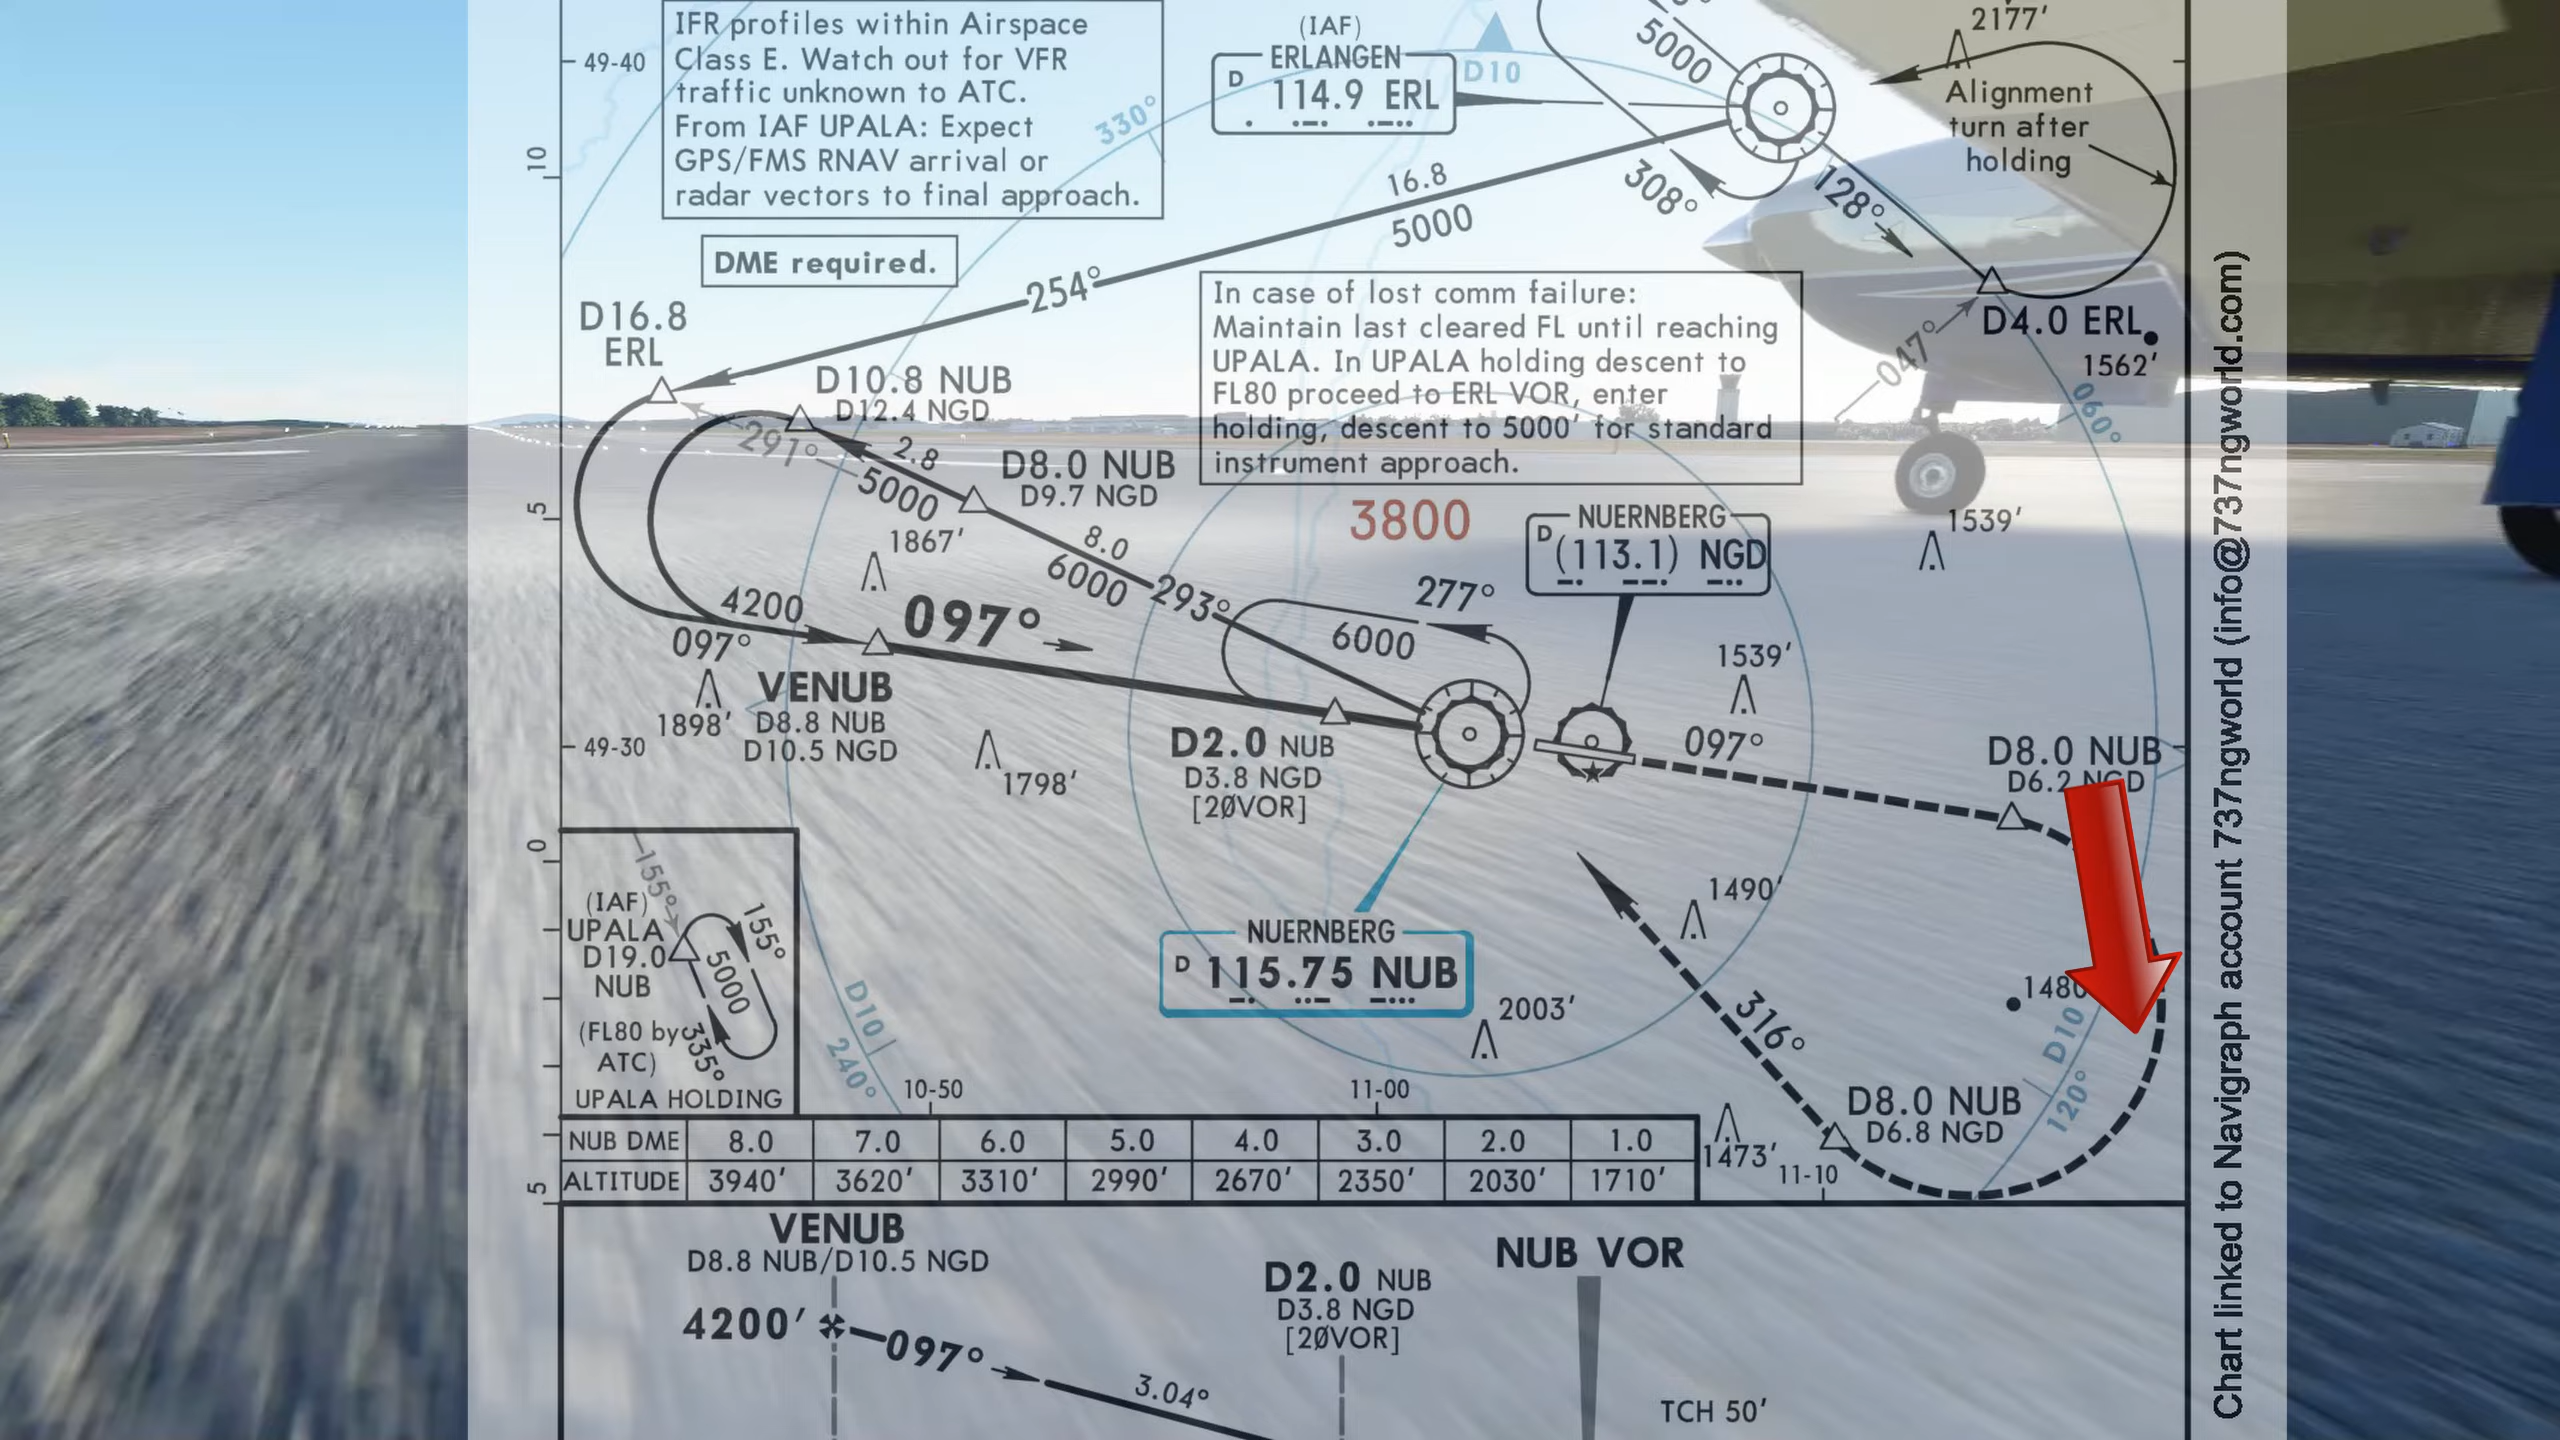 IFR profiles within Airspace
Class E. Watch out for VFR
traffic unknown to ATC.
From IAF UPALA: Expect
GPS/FMS RNAV arrival or
radar vectors to final approach.
DME required.
49-40
10
330°
(IAF)
ERLANGEN
D 114.9 ERL
D10
5000
2177'
Alignment
turn after
holding
308°
128°
16.8
5000
254°
D4.0 ERL
1562'
047°
060°
In case of lost comm failure:
Maintain last cleared FL until reaching
UPALA. In UPALA holding descent to
FL80 proceed to ERL VOR, enter
holding, descent to 5000' for standard
instrument approach.
D16.8
ERL
D10.8 NUB
D12.4 NGD
291°
2.8
5000
D8.0 NUB
D9.7 NGD
5
1867'
8.0
6000
293°
3800
NUERNBERG
D (113.1) NGD
1539'
277°
6000
4200
097°
097°
VENUB
D8.8 NUB
D10.5 NGD
1898'
49-30
1798'
D2.0 NUB
D3.8 NGD
[20VOR]
1539'
097°
D8.0 NUB
D6.2 NGD
0
155°
(IAF)
UPALA
D19.0
NUB
155°
5000
335°
(FL80 by
ATC)
UPALA HOLDING
D10
240°
NUERNBERG
D 115.75 NUB
1490'
2003'
316°
1480
D10
120°
D8.0 NUB
D6.8 NGD
1473'
10-50
11-00
11-10
5
NUB DME 8.0 7.0 6.0 5.0 4.0 3.0 2.0 1.0
ALTITUDE 3940' 3620' 3310' 2990' 2670' 2350' 2030' 1710'
VENUB
D8.8 NUB/D10.5 NGD
4200'
097°
3.04°
D2.0 NUB
D3.8 NGD
[20VOR]
NUB VOR
TCH 50'
Chart linked to Navigraph account 737ngworld (info@737ngworld.com)